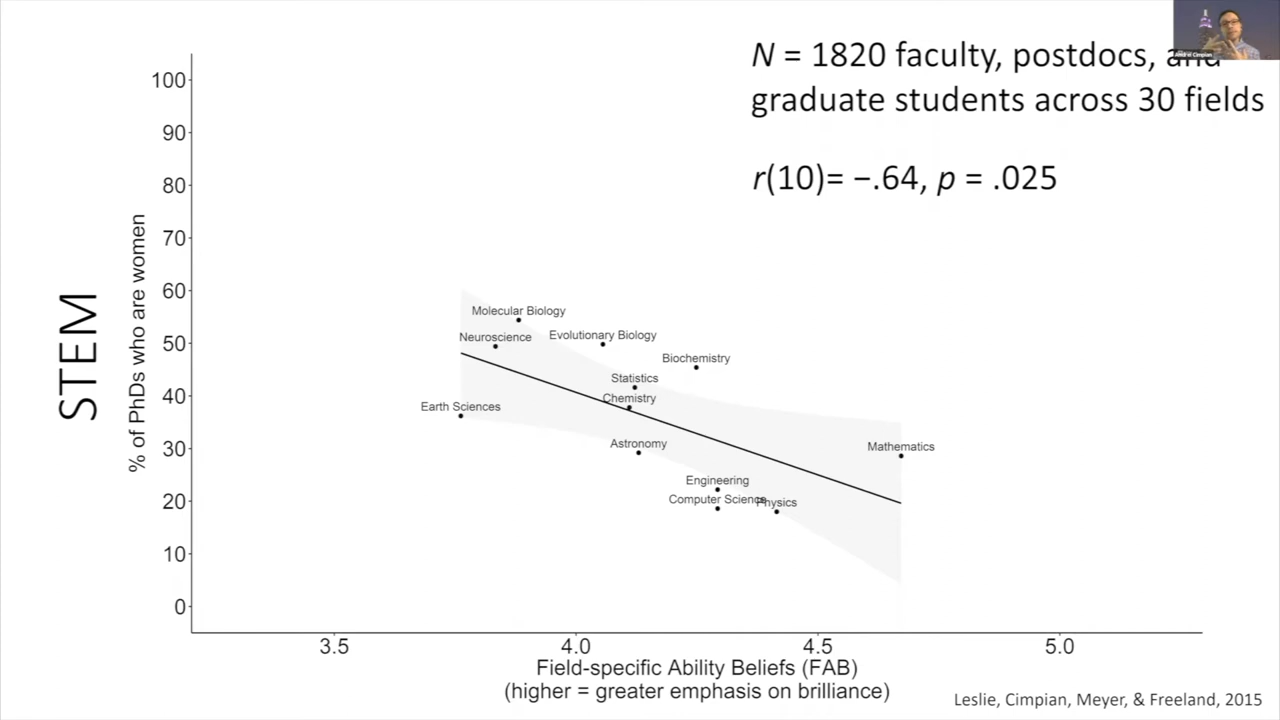 N = 1820 faculty, postdocs, and
graduate students across 30 fields
r(10)= −.64, p = .025
STEM
% of PhDs who are women
100
90
80
70
60
50
40
30
20
10
0
Molecular Biology
Neuroscience
Evolutionary Biology
Biochemistry
Statistics
Chemistry
Earth Sciences
Astronomy
Mathematics
Engineering
Computer Science
Physics
3.5
4.0
4.5
5.0
Field-specific Ability Beliefs (FAB)
(higher = greater emphasis on brilliance)
Leslie, Cimpian, Meyer, & Freeland, 2015